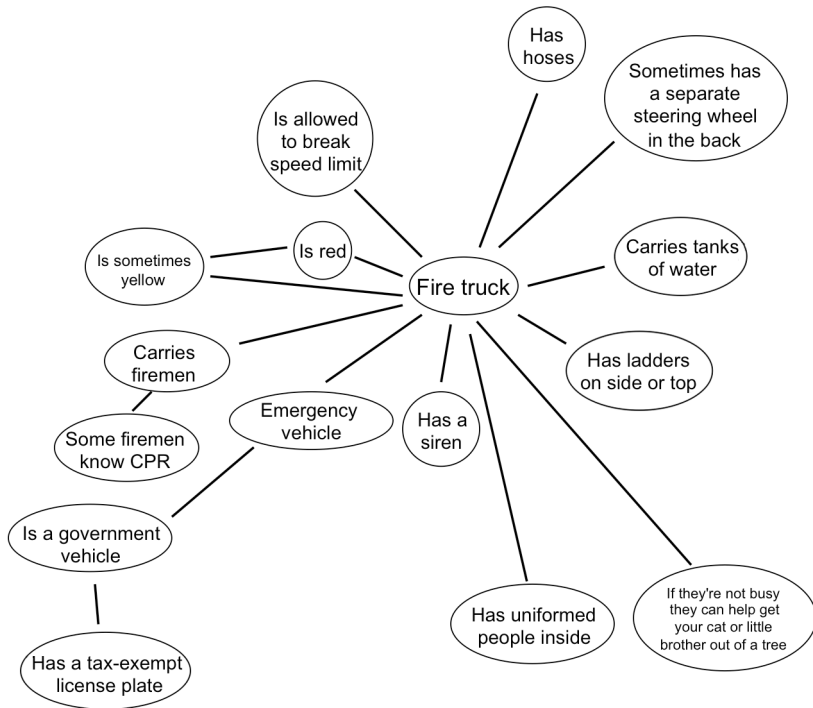 Has
hoses
Sometimes has
a separate
steering wheel
in the back
Is allowed
to break
speed limit
Is red
Is sometimes
yellow
Carries tanks
of water
Fire truck
Carries
firemen
Has ladders
on side or top
Emergency
vehicle
Has a
siren
Some firemen
know CPR
Is a government
vehicle
Has uniformed
people inside
If they're not busy
they can help get
your cat or little
brother out of a tree
Has a tax-exempt
license plate